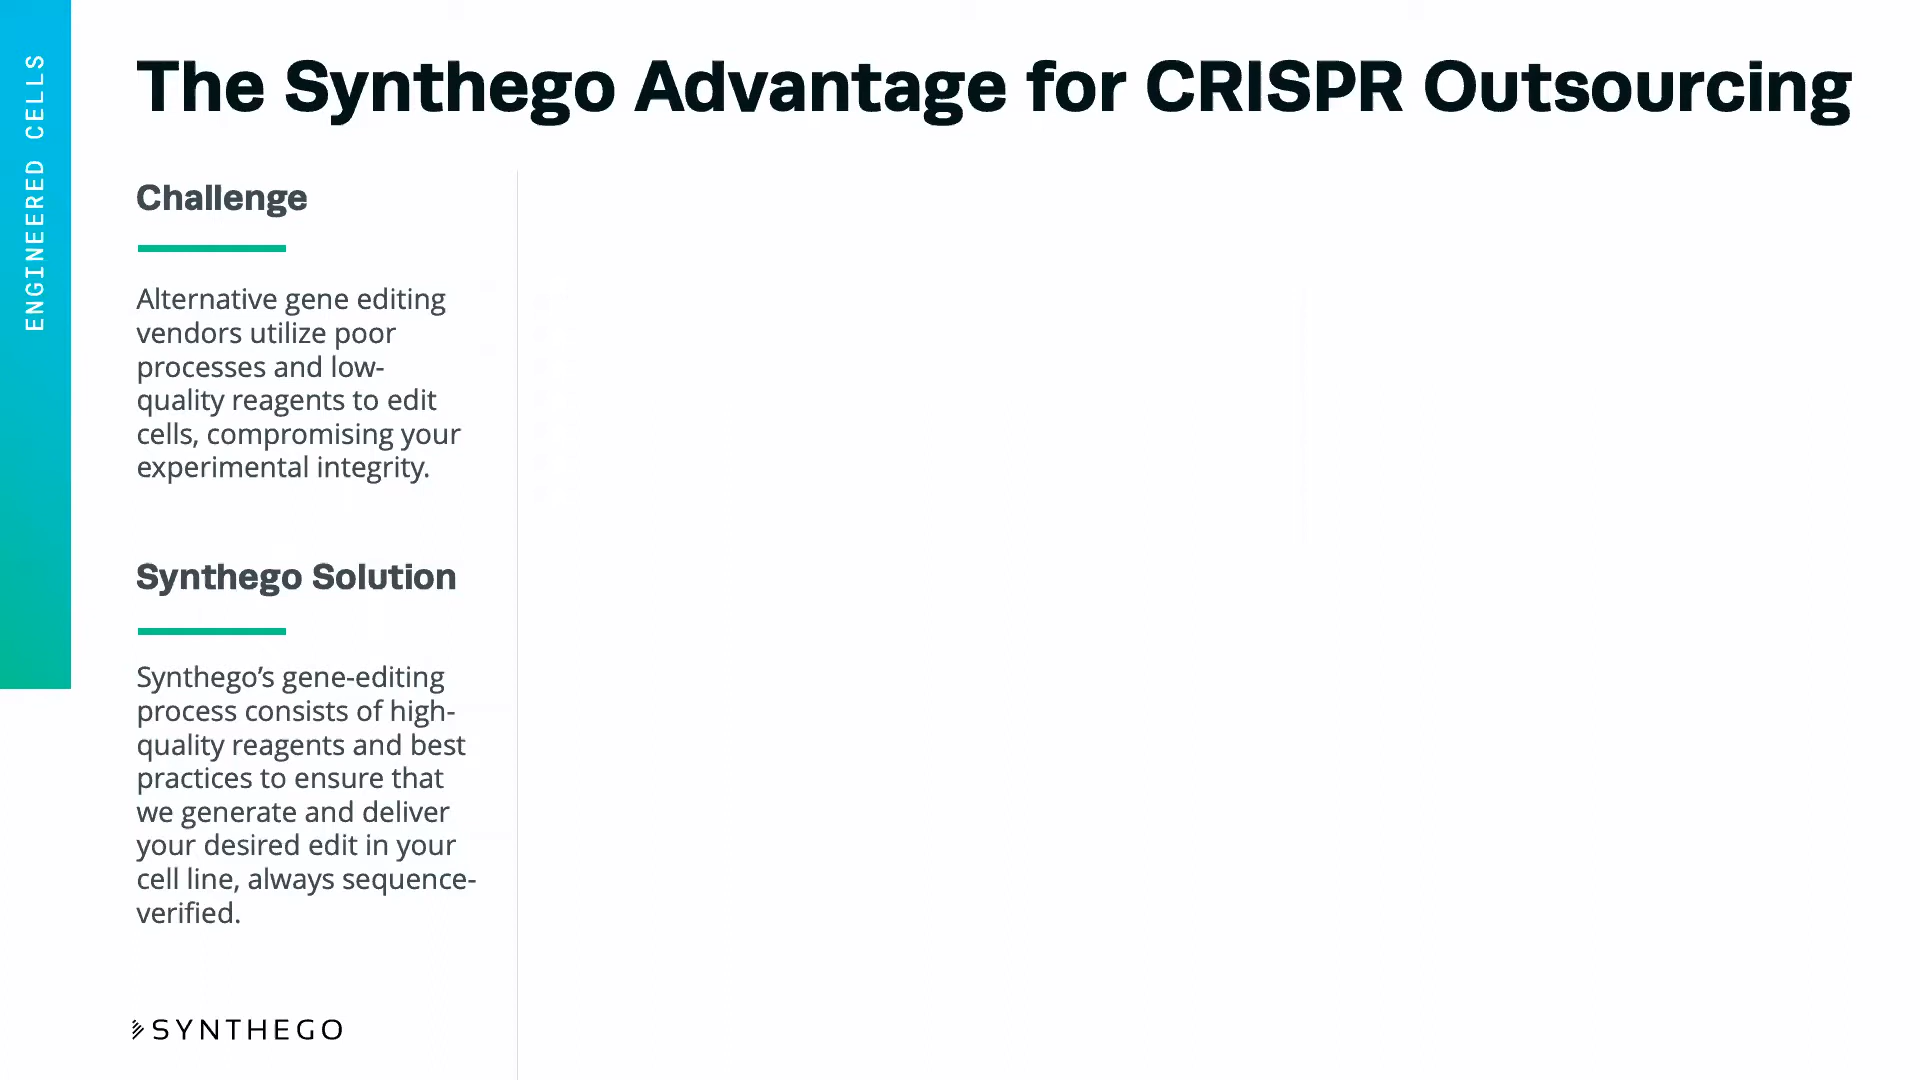 ENGINEERED CELLS
The Synthego Advantage for CRISPR Outsourcing
Challenge
Alternative gene editing
vendors utilize poor
processes and low-
quality reagents to edit
cells, compromising your
experimental integrity.
Synthego Solution
Synthego’s gene-editing
process consists of high-
quality reagents and best
practices to ensure that
we generate and deliver
your desired edit in your
cell line, always sequence-
verified.
SYNTHEGO